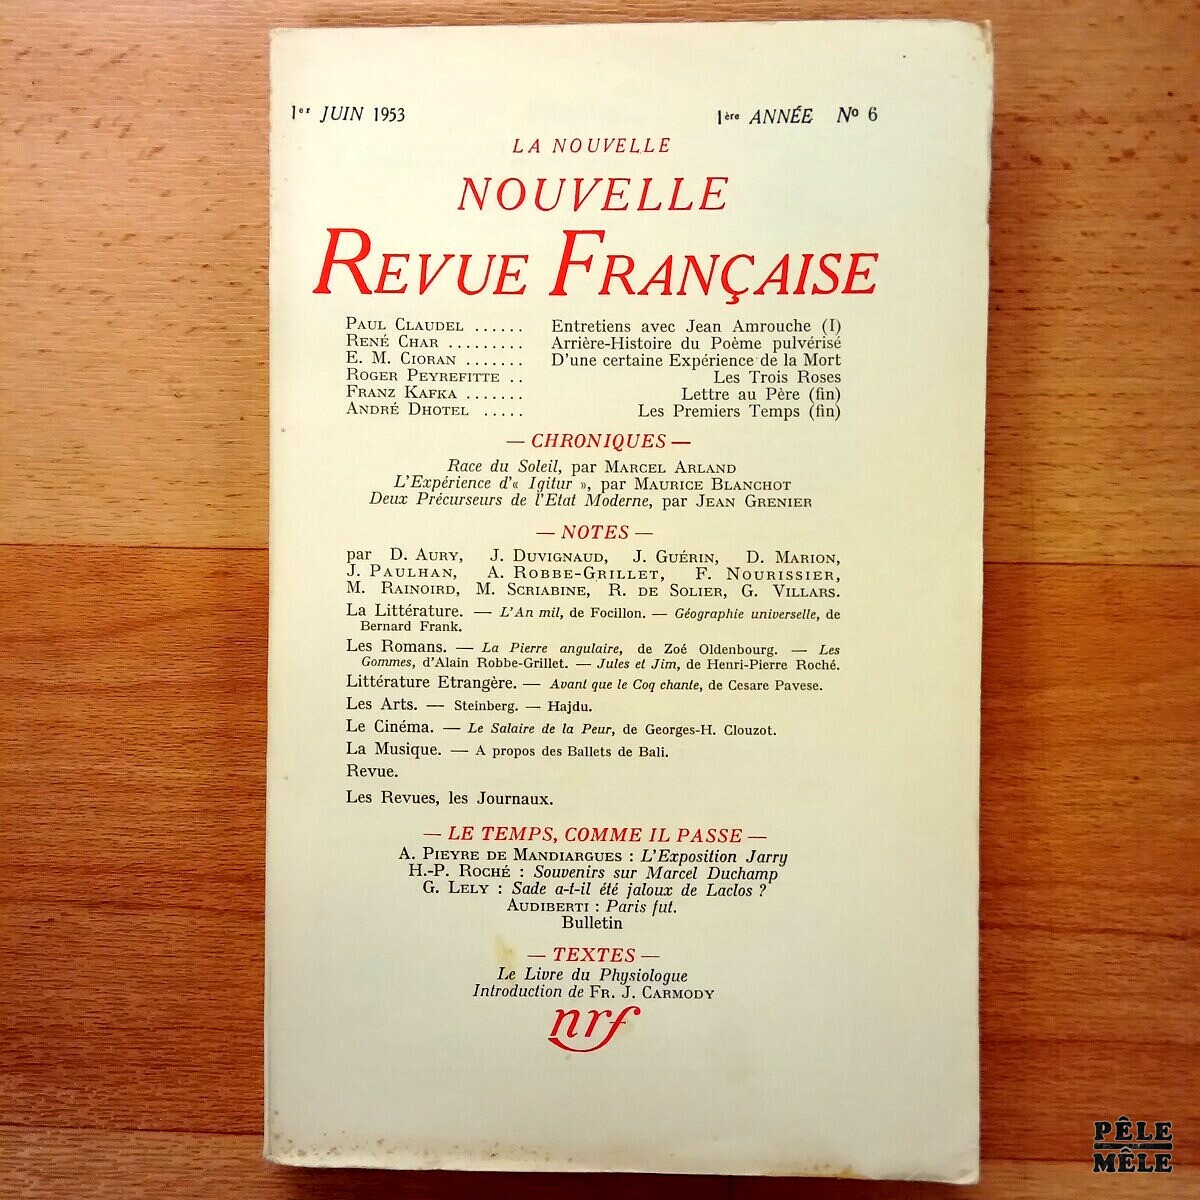 1er JUIN 1953 1ère ANNÉE No 6
LA NOUVELLE
NOUVELLE
REVUE FRANÇAISE
PAUL CLAUDEL ...... Entretiens avec Jean Amrouche (I)
RENÉ CHAR ......... Arrière-Histoire du Poème pulvérisé
E. M. CIORAN ....... D'une certaine Expérience de la Mort
ROGER PEYREFITTE .. Les Trois Roses
FRANZ KAFKA ....... Lettre au Père (fin)
ANDRÉ DHOTEL ..... Les Premiers Temps (fin)
— CHRONIQUES —
Race du Soleil, par MARCEL ARLAND
L'Expérience d'« Igitur », par MAURICE BLANCHOT
Deux Précurseurs de l'Etat Moderne, par JEAN GRENIER
— NOTES —
par D. AURY, J. DUVIGNAUD, J. GUÉRIN, D. MARION,
J. PAULHAN, A. ROBBE-GRILLET, F. NOURISSIER,
M. RAINOIRD, M. SCRIABINE, R. DE SOLIER, G. VILLARS.
La Littérature. — L'An mil, de Focillon. — Géographie universelle, de
Bernard Frank.
Les Romans. — La Pierre angulaire, de Zoé Oldenbourg. — Les
Gommes, d'Alain Robbe-Grillet. — Jules et Jim, de Henri-Pierre Roché.
Littérature Etrangère. — Avant que le Coq chante, de Cesare Pavese.
Les Arts. — Steinberg. — Hajdu.
Le Cinéma. — Le Salaire de la Peur, de Georges-H. Clouzot.
La Musique. — A propos des Ballets de Bali.
Revue.
Les Revues, les Journaux.
— LE TEMPS, COMME IL PASSE —
A. PIEYRE DE MANDIARGUES : L'Exposition Jarry
H.-P. ROCHÉ : Souvenirs sur Marcel Duchamp
G. LELY : Sade a-t-il été jaloux de Laclos ?
AUDIBERTI : Paris fut.
Bulletin
— TEXTES —
Le Livre du Physiologue
Introduction de FR. J. CARMODY
nrf
PÊLE
MÊLE